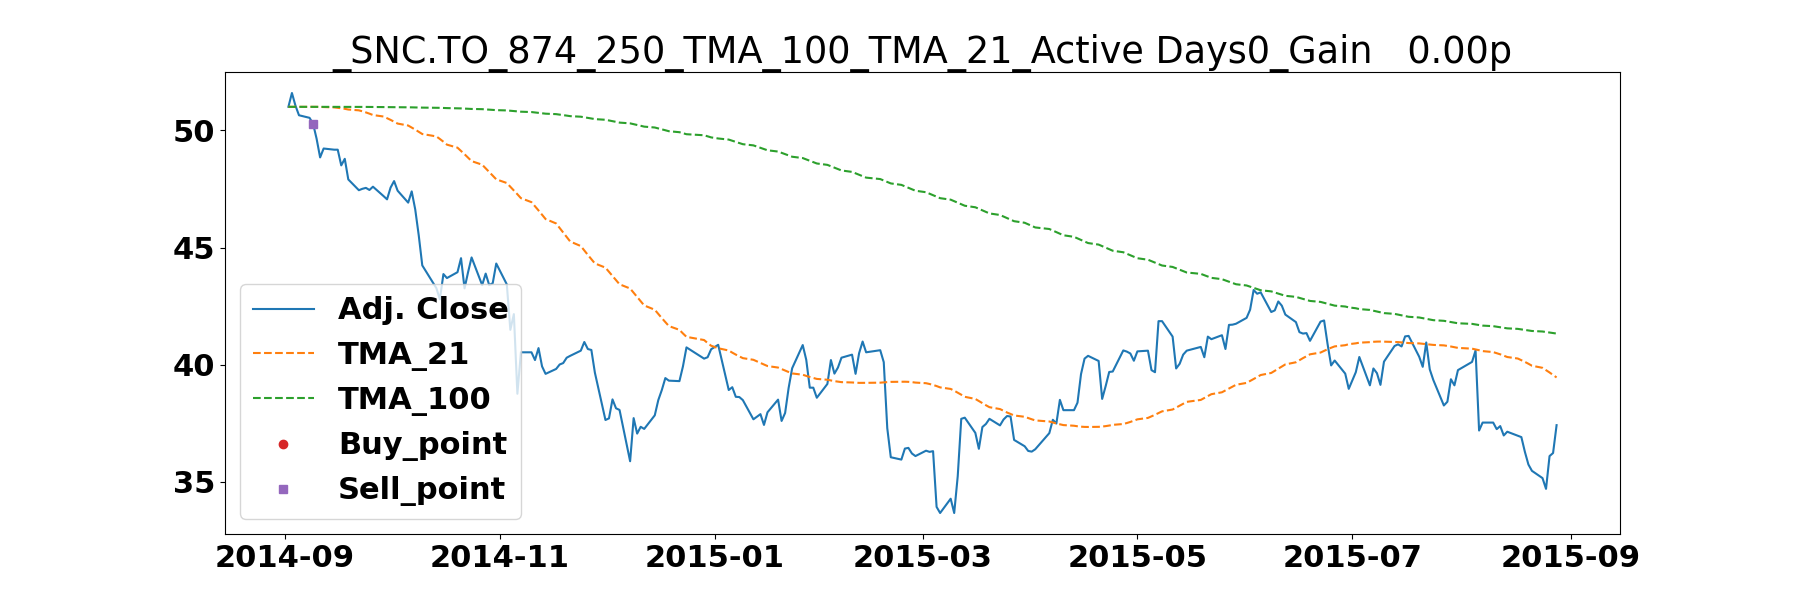 _SNC.TO_874_250_TMA_100_TMA_21_Active Days0_Gain   0.00p
50
45
40
35
Adj. Close
TMA_21
TMA_100
Buy_point
Sell_point
2014-09 2014-11 2015-01 2015-03 2015-05 2015-07 2015-09